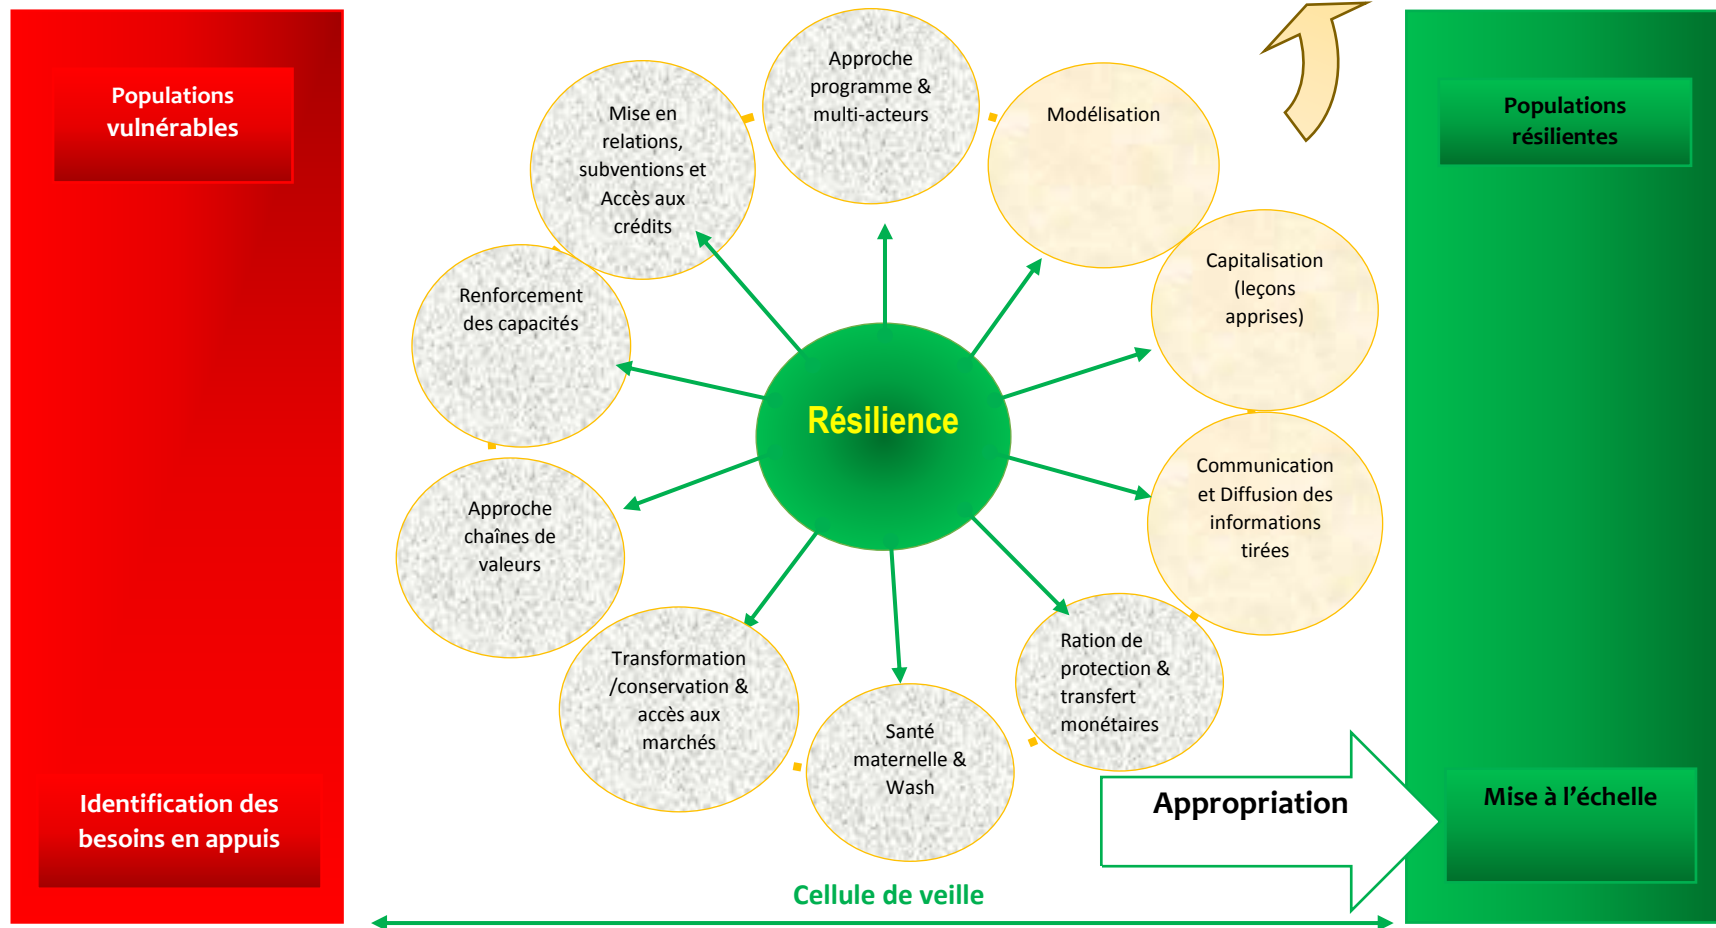 Populations
vulnérables
Identification des
besoins en appuis
Approche
programme &
multi-acteurs
Modélisation
Capitalisation
(leçons
apprises)
Communication
et Diffusion des
informations
tirées
Ration de
protection &
transfert
monétaires
Santé
maternelle &
Wash
Transformation
/conservation &
accès aux
marchés
Approche
chaînes de
valeurs
Renforcement
des capacités
Mise en
relations,
subventions et
Accès aux
crédits
Résilience
Appropriation
Cellule de veille
Populations
résilientes
Mise à l’échelle